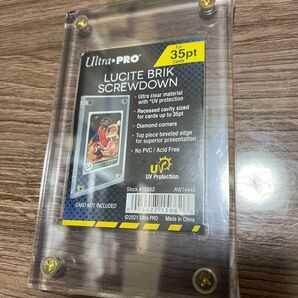 Ultra•PRO
For
35pt
Cards
LUCITE BRIK
SCREWDOWN
• Ultra clear material
with *UV protection
• Recessed cavity sized
for cards up to 35pt
• Diamond corners
• Top piece beveled edge
for superior presentation
• No PVC / Acid Free
UV
UV Protection
CARD NOT INCLUDED
©2021 Ultra PRO
Made in China